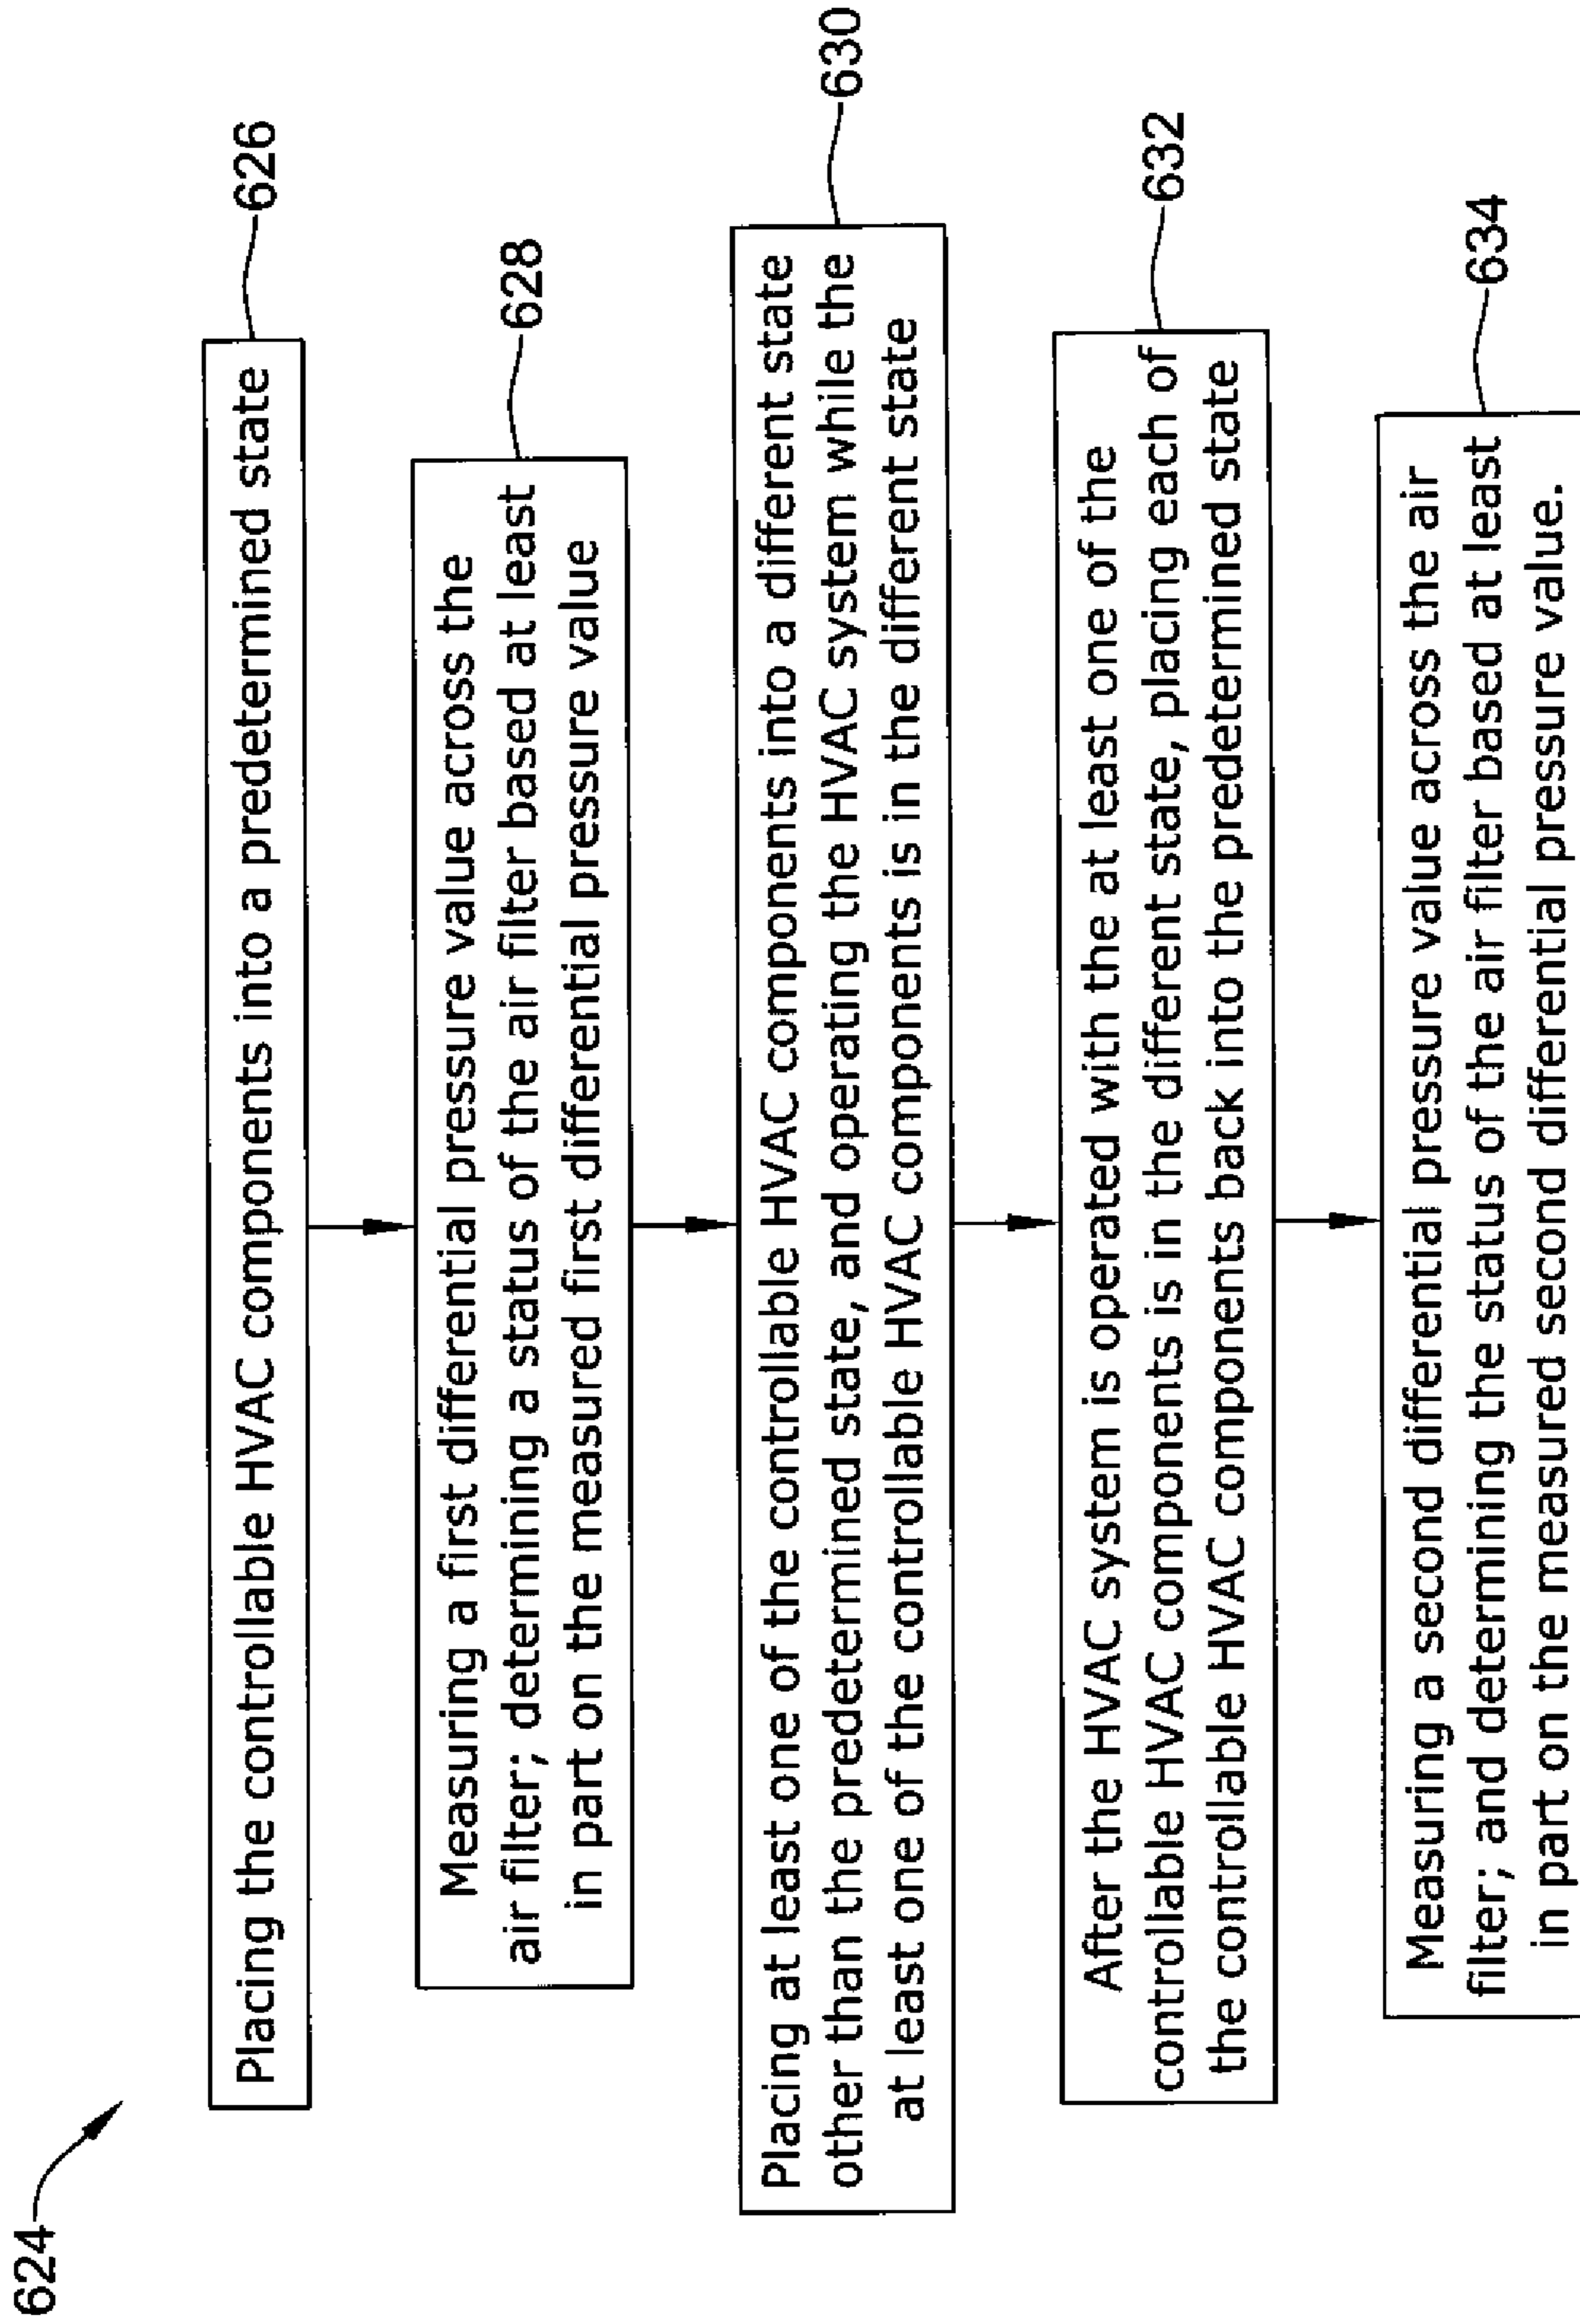 624
Placing the controllable HVAC components into a predetermined state
626
Measuring a first differential pressure value across the
air filter; determining a status of the air filter based at least
in part on the measured first differential pressure value
628
Placing at least one of the controllable HVAC components into a different state
other than the predetermined state, and operating the HVAC system while the
at least one of the controllable HVAC components is in the different state
630
After the HVAC system is operated with the at least one of the
controllable HVAC components is in the different state, placing each of
the controllable HVAC components back into the predetermined state
632
Measuring a second differential pressure value across the air
filter; and determining the status of the air filter based at least
in part on the measured second differential pressure value.
634